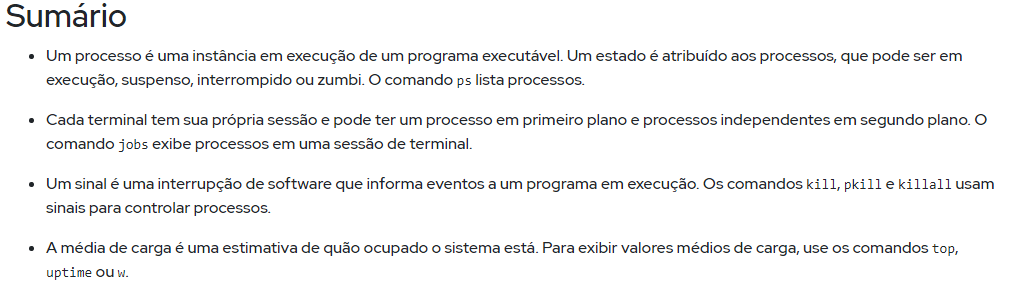 Sumário
• Um processo é uma instância em execução de um programa executável. Um estado é atribuído aos processos, que pode ser em
execução, suspenso, interrompido ou zumbi. O comando ps lista processos.
• Cada terminal tem sua própria sessão e pode ter um processo em primeiro plano e processos independentes em segundo plano. O
comando jobs exibe processos em uma sessão de terminal.
• Um sinal é uma interrupção de software que informa eventos a um programa em execução. Os comandos kill, pkill e killall usam
sinais para controlar processos.
• A média de carga é uma estimativa de quão ocupado o sistema está. Para exibir valores médios de carga, use os comandos top,
uptime ou w.